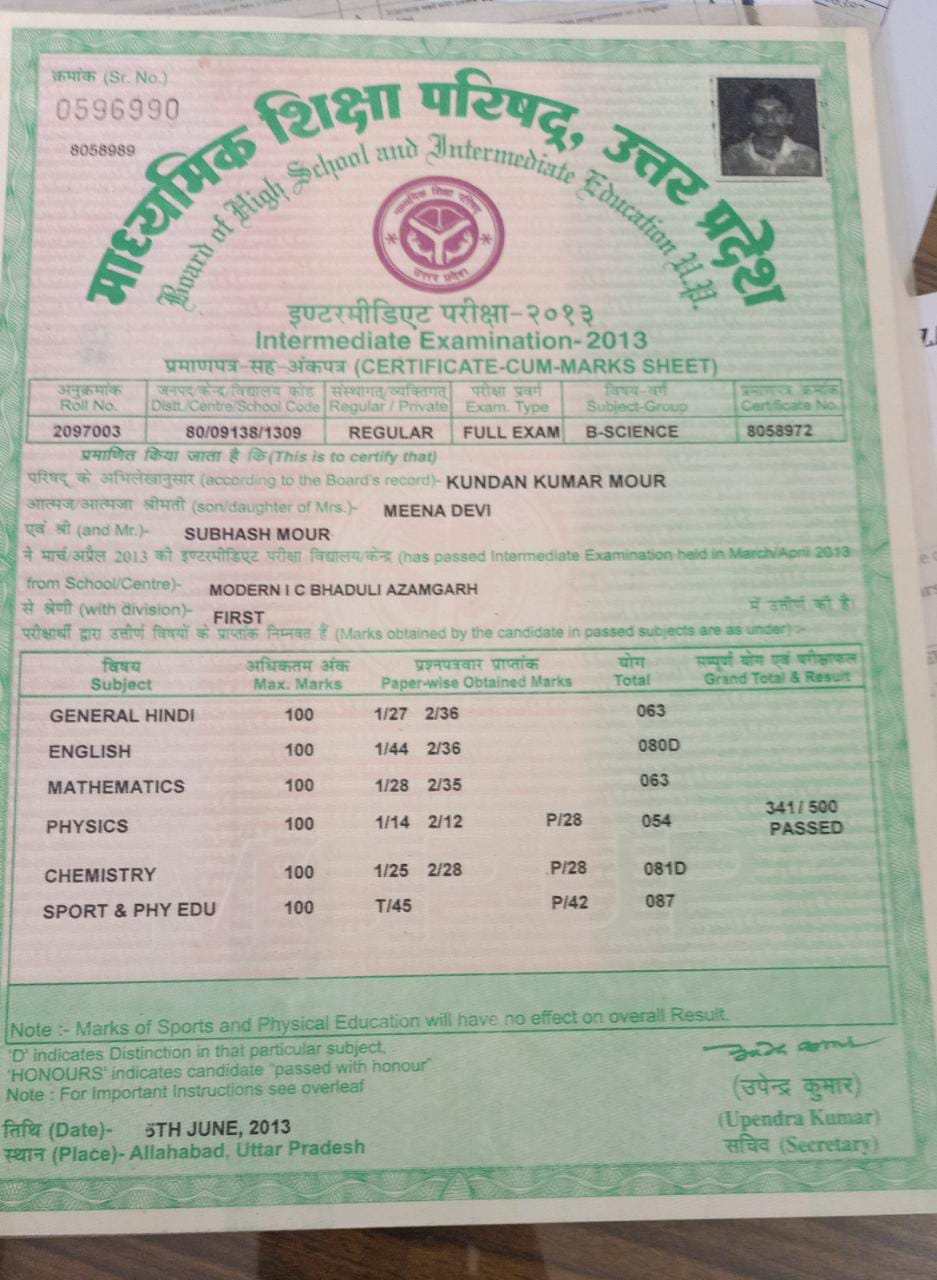 क्रमांक (Sr. No.)
0596990
8058989
माध्यमिक शिक्षा परिषद्, उत्तर प्रदेश
Board of High School and Intermediate Education U.P.
माध्यमिक शिक्षा परिषद्
उत्तर प्रदेश
इण्टरमीडिएट परीक्षा-२०१३
Intermediate Examination-2013
प्रमाणपत्र-सह-अंकपत्र (CERTIFICATE-CUM-MARKS SHEET)
अनुक्रमांक जनपद/केन्द्र/विद्यालय कोड संस्थागत/व्यक्तिगत परीक्षा प्रवर्ग विषय-वर्ग प्रमाणपत्र क्रमांक
Roll No. Distt./Centre/School Code Regular / Private Exam. Type Subject-Group Certificate No.
2097003 80/09138/1309 REGULAR FULL EXAM B-SCIENCE 8058972
प्रमाणित किया जाता है कि (This is to certify that)
परिषद् के अभिलेखानुसार (according to the Board's record)- KUNDAN KUMAR MOUR
आत्मज/आत्मजा श्रीमती (son/daughter of Mrs.)- MEENA DEVI
एवं श्री (and Mr.)- SUBHASH MOUR
ने मार्च/अप्रैल 2013 की इण्टरमीडिएट परीक्षा विद्यालय/केन्द्र (has passed Intermediate Examination held in March/April 2013
from School/Centre)- MODERN I C BHADULI AZAMGARH
से श्रेणी (with division)- FIRST में उत्तीर्ण की है।
परीक्षार्थी द्वारा उत्तीर्ण विषयों के प्राप्तांक निम्नवत हैं (Marks obtained by the candidate in passed subjects are as under) :-
विषय अधिकतम अंक प्रश्नपत्रवार प्राप्तांक योग सम्पूर्ण योग एवं परीक्षाफल
Subject Max. Marks Paper-wise Obtained Marks Total Grand Total & Result
GENERAL HINDI 100 1/27 2/36 063
ENGLISH 100 1/44 2/36 080D
MATHEMATICS 100 1/28 2/35 063
PHYSICS 100 1/14 2/12 P/28 054 341/ 500
PASSED
CHEMISTRY 100 1/25 2/28 P/28 081D
SPORT & PHY EDU 100 T/45 P/42 087
Note :- Marks of Sports and Physical Education will have no effect on overall Result.
'D' indicates Distinction in that particular subject,
'HONOURS' indicates candidate "passed with honour"
Note : For Important Instructions see overleaf
(उपेन्द्र कुमार)
(Upendra Kumar)
सचिव (Secretary)
तिथि (Date)- 5TH JUNE, 2013
स्थान (Place)- Allahabad, Uttar Pradesh